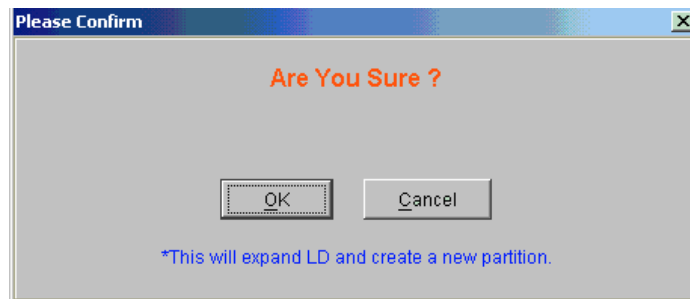 Please Confirm
Are You Sure ?
OK
Cancel
*This will expand LD and create a new partition.